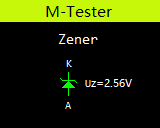 M-Tester
Zener
K
Uz=2.56V
A